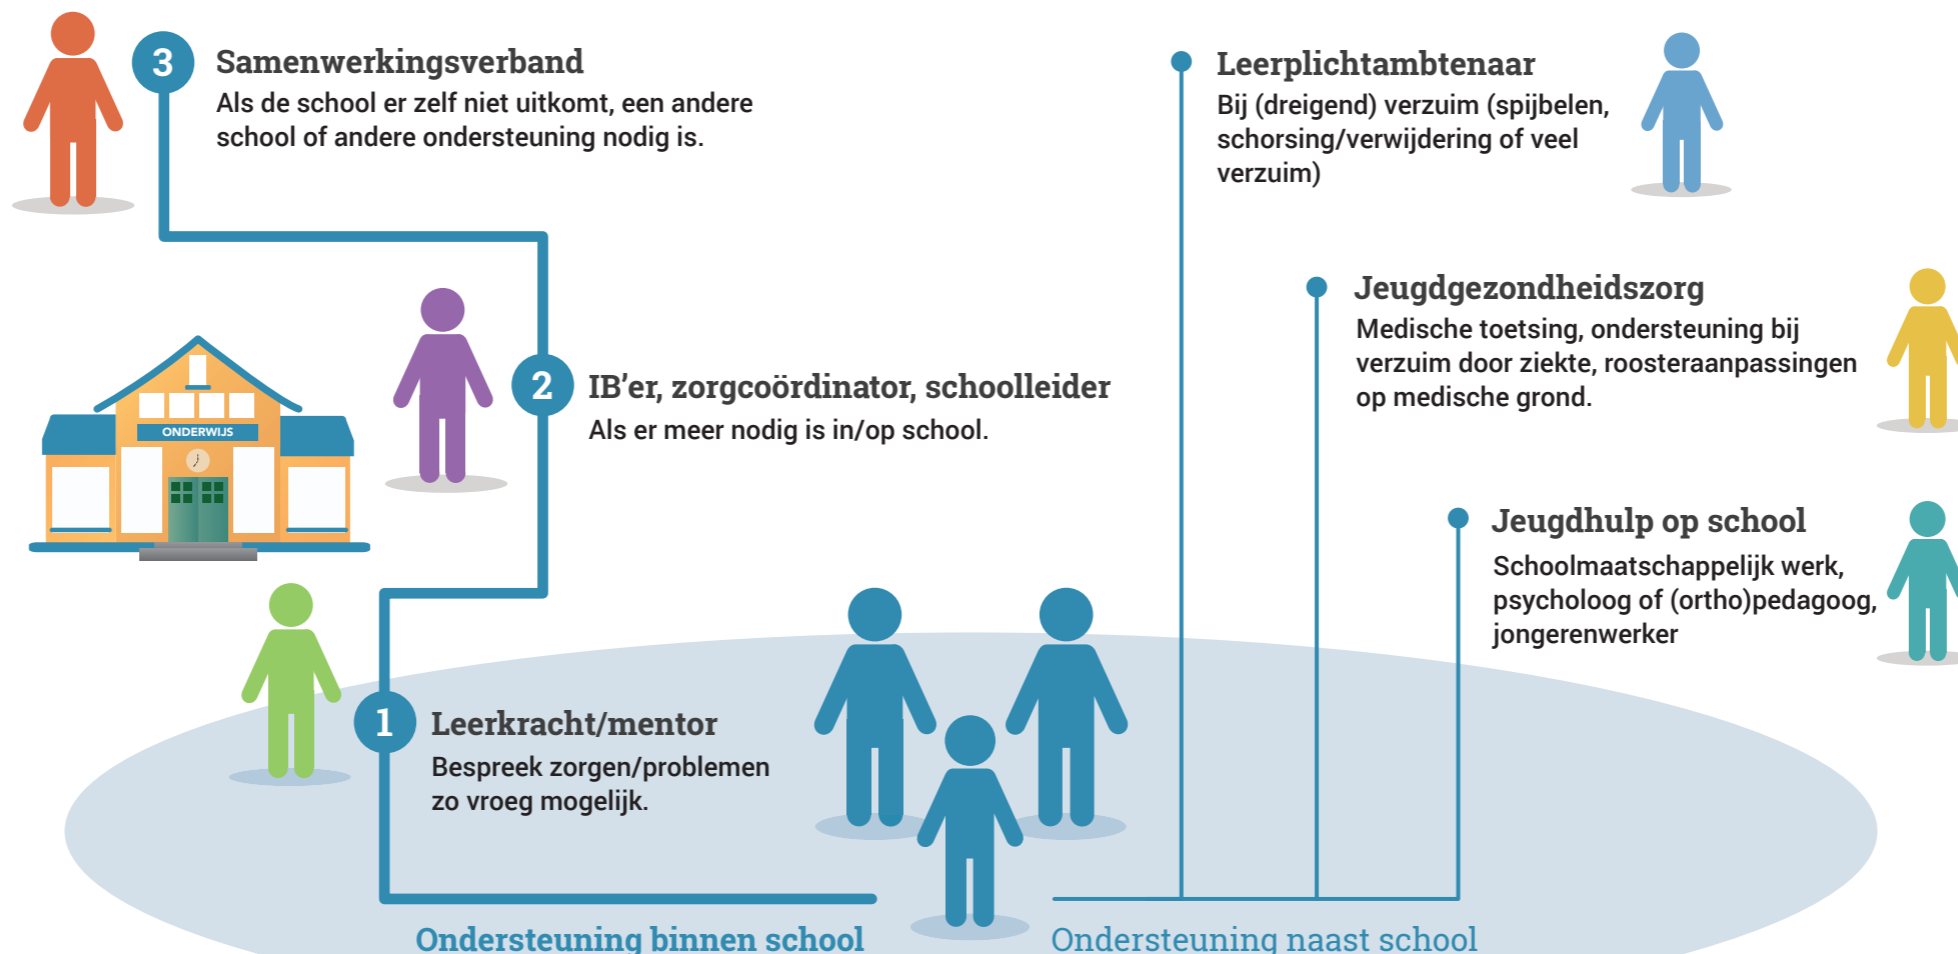 3
Samenwerkingsverband
Als de school er zelf niet uitkomt, een andere
school of andere ondersteuning nodig is.
ONDERWIJS
2
IB’er, zorgcoördinator, schoolleider
Als er meer nodig is in/op school.
1
Leerkracht/mentor
Bespreek zorgen/problemen
zo vroeg mogelijk.
Ondersteuning binnen school
Leerplichtambtenaar
Bij (dreigend) verzuim (spijbelen,
schorsing/verwijdering of veel
verzuim)
Jeugdgezondheidszorg
Medische toetsing, ondersteuning bij
verzuim door ziekte, roosteraanpassingen
op medische grond.
Jeugdhulp op school
Schoolmaatschappelijk werk,
psycholoog of (ortho)pedagoog,
jongerenwerker
Ondersteuning naast school